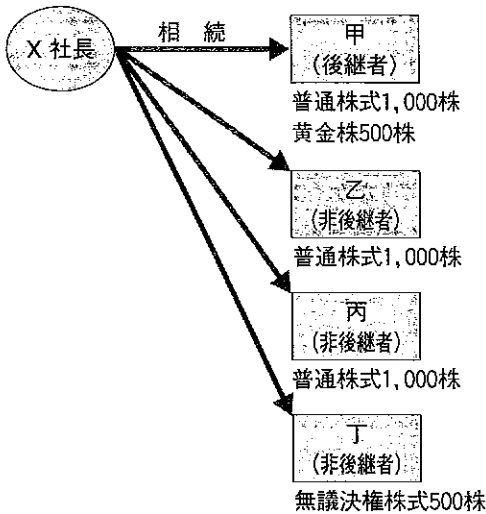 X 社長
相 続
甲
(後継者)
普通株式1,000株
黄金株500株
乙
(非後継者)
普通株式1,000株
丙
(非後継者)
普通株式1,000株
丁
(非後継者)
無議決権株式500株